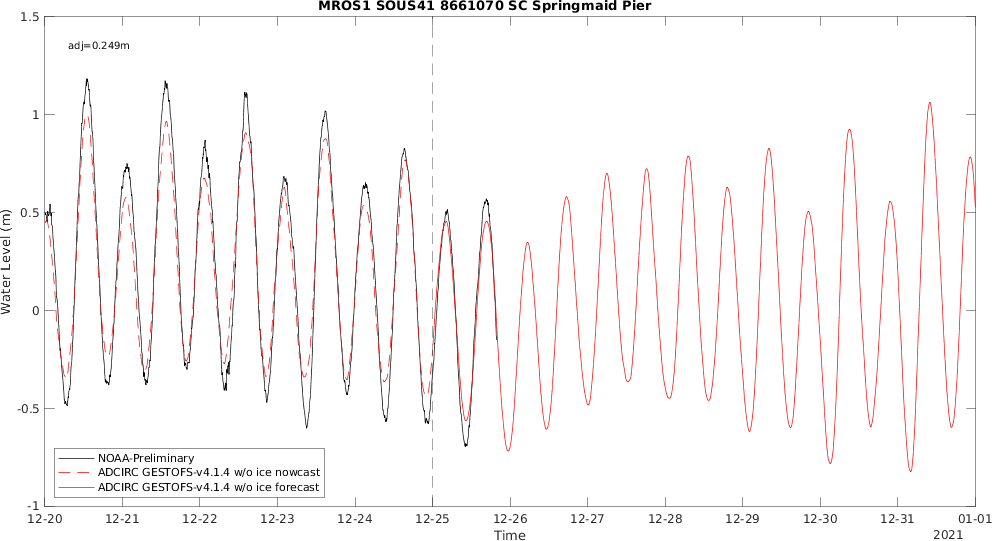 MROS1 SOUS41 8661070 SC Springmaid Pier
adj=0.249m
1.5
1
0.5
0
-0.5
-1
Water Level (m)
NOAA-Preliminary
ADCIRC GESTOFS-v4.1.4 w/o ice nowcast
ADCIRC GESTOFS-v4.1.4 w/o ice forecast
12-20 12-21 12-22 12-23 12-24 12-25 12-26 12-27 12-28 12-29 12-30 12-31 01-01
Time
2021